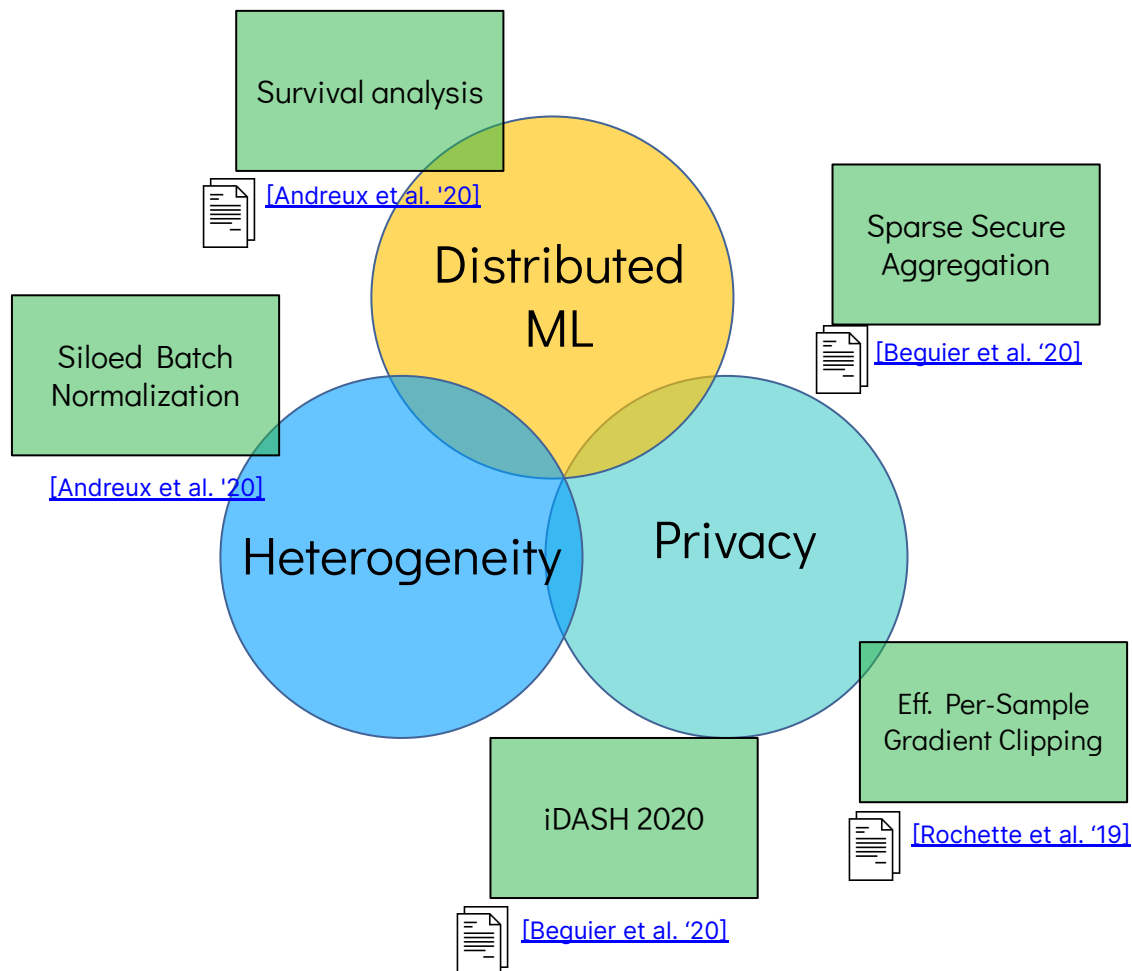 Survival analysis
[Andreux et al. '20]
Distributed
ML
Sparse Secure
Aggregation
[Beguier et al. ‘20]
Siloed Batch
Normalization
[Andreux et al. '20]
Heterogeneity
Privacy
Eff. Per-Sample
Gradient Clipping
[Rochette et al. ‘19]
iDASH 2020
[Beguier et al. ‘20]